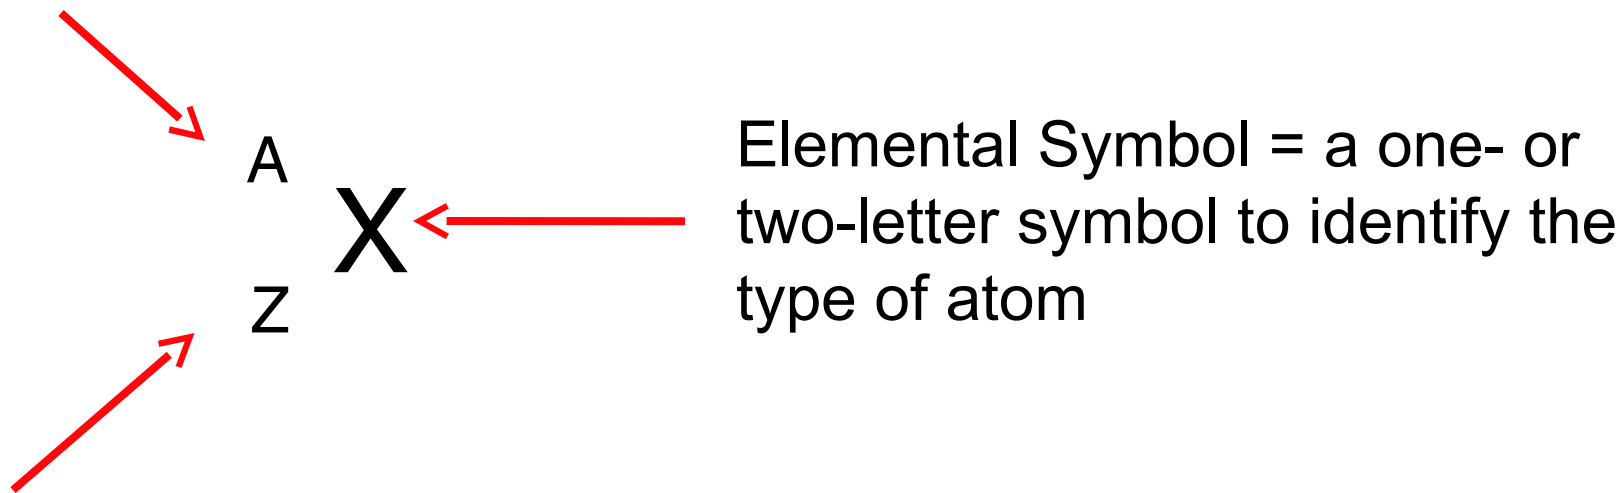 A
X
Z
Elemental Symbol = a one- or
two-letter symbol to identify the
type of atom